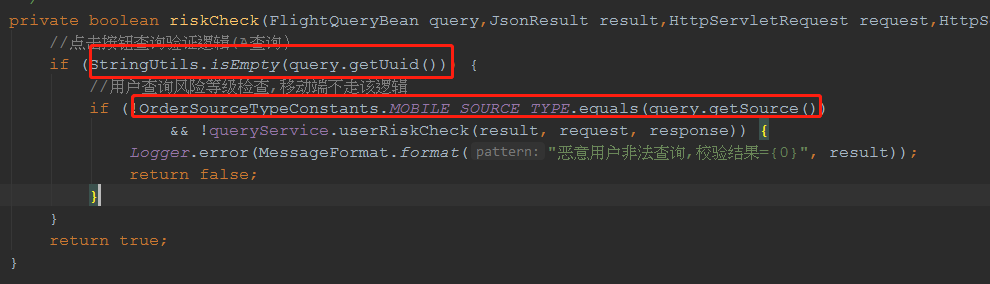 private boolean riskCheck(FlightQueryBean query,JsonResult result,HttpServletRequest request,HttpS
//点击按钮查询验证逻辑(A查询)
if (StringUtils.isEmpty(query.getUuid())) {
//用户查询风险等级检查,移动端不走该逻辑
if (!OrderSourceTypeConstants.MOBILE_SOURCE_TYPE.equals(query.getSource())
&& !queryService.userRiskCheck(result, request, response)) {
Logger.error(MessageFormat.format( pattern: "恶意用户非法查询,校验结果={0}", result));
return false;
}
}
return true;
}